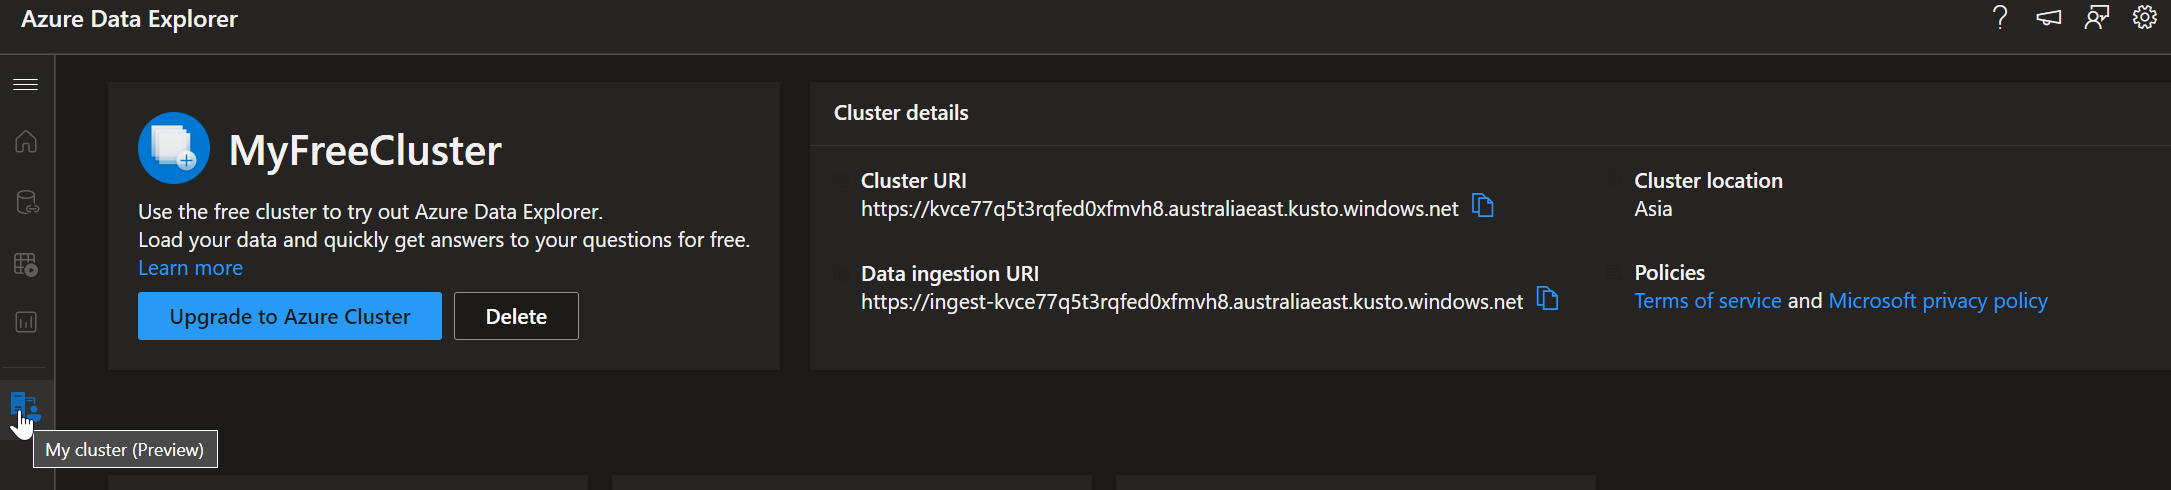 Azure Data Explorer
MyFreeCluster
Use the free cluster to try out Azure Data Explorer.
Load your data and quickly get answers to your questions for free.
Learn more
Upgrade to Azure Cluster
Delete
Cluster details
Cluster URI
https://kvce77q5t3rqfed0xfmvh8.australiaeast.kusto.windows.net
Data ingestion URI
https://ingest-kvce77q5t3rqfed0xfmvh8.australiaeast.kusto.windows.net
Cluster location
Asia
Policies
Terms of service and Microsoft privacy policy
My cluster (Preview)